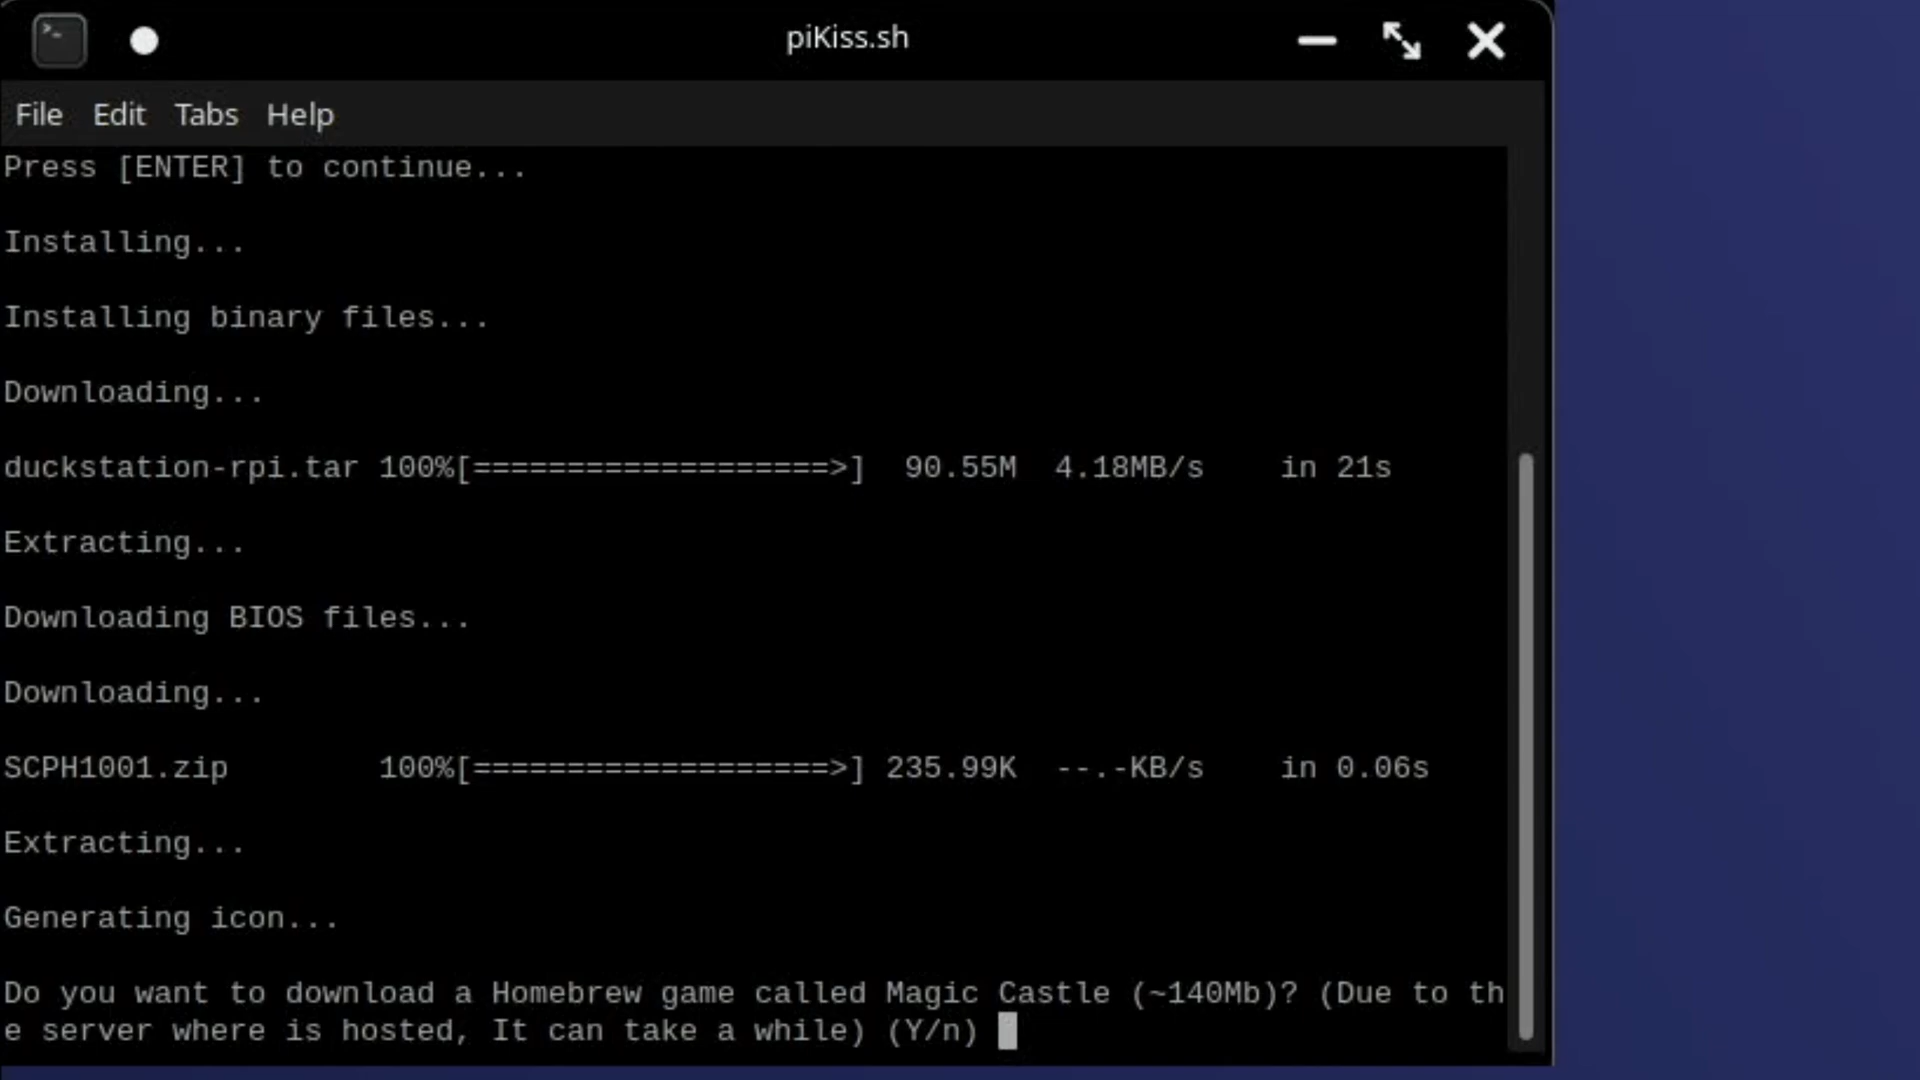 piKiss.sh
File Edit Tabs Help
Press [ENTER] to continue...
Installing...
Installing binary files...
Downloading...
duckstation-rpi.tar 100%[===================>]  90.55M  4.18MB/s    in 21s
Extracting...
Downloading BIOS files...
Downloading...
SCPH1001.zip        100%[===================>] 235.99K  --.-KB/s    in 0.06s
Extracting...
Generating icon...
Do you want to download a Homebrew game called Magic Castle (~140Mb)? (Due to th
e server where is hosted, It can take a while) (Y/n)